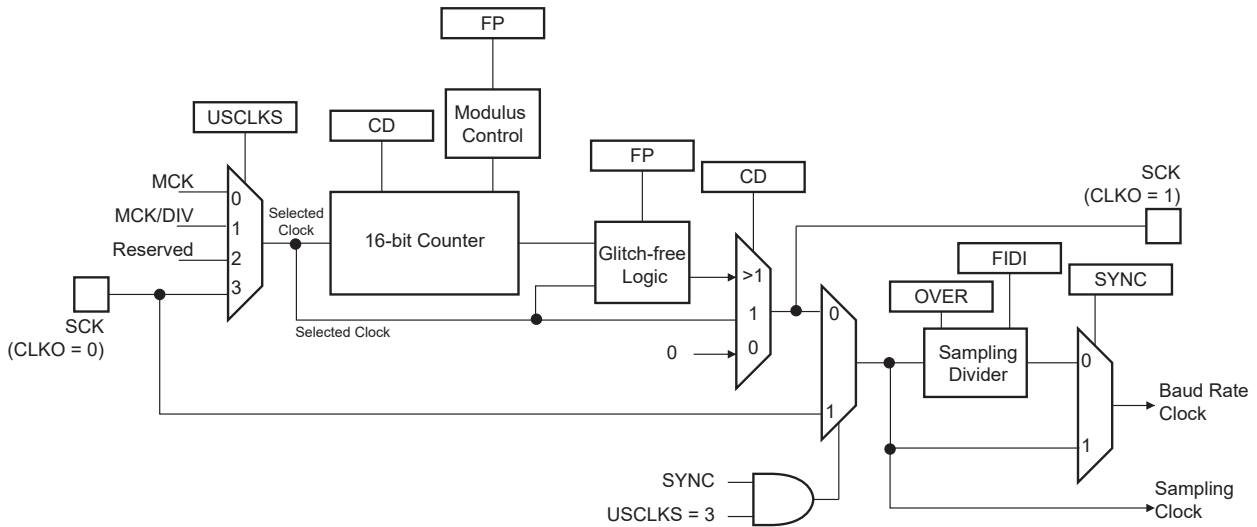 FP
USCLKS
CD
Modulus
Control
FP
CD
SCK
(CLKO = 1)
MCK
MCK/DIV
Reserved
0
1
2
3
Selected
Clock
16-bit Counter
Glitch-free
Logic
>1
1
0
0
SCK
(CLKO = 0)
Selected Clock
0
1
FIDI
OVER
SYNC
Sampling
Divider
0
1
Baud Rate
Clock
SYNC
USCLKS = 3
Sampling
Clock